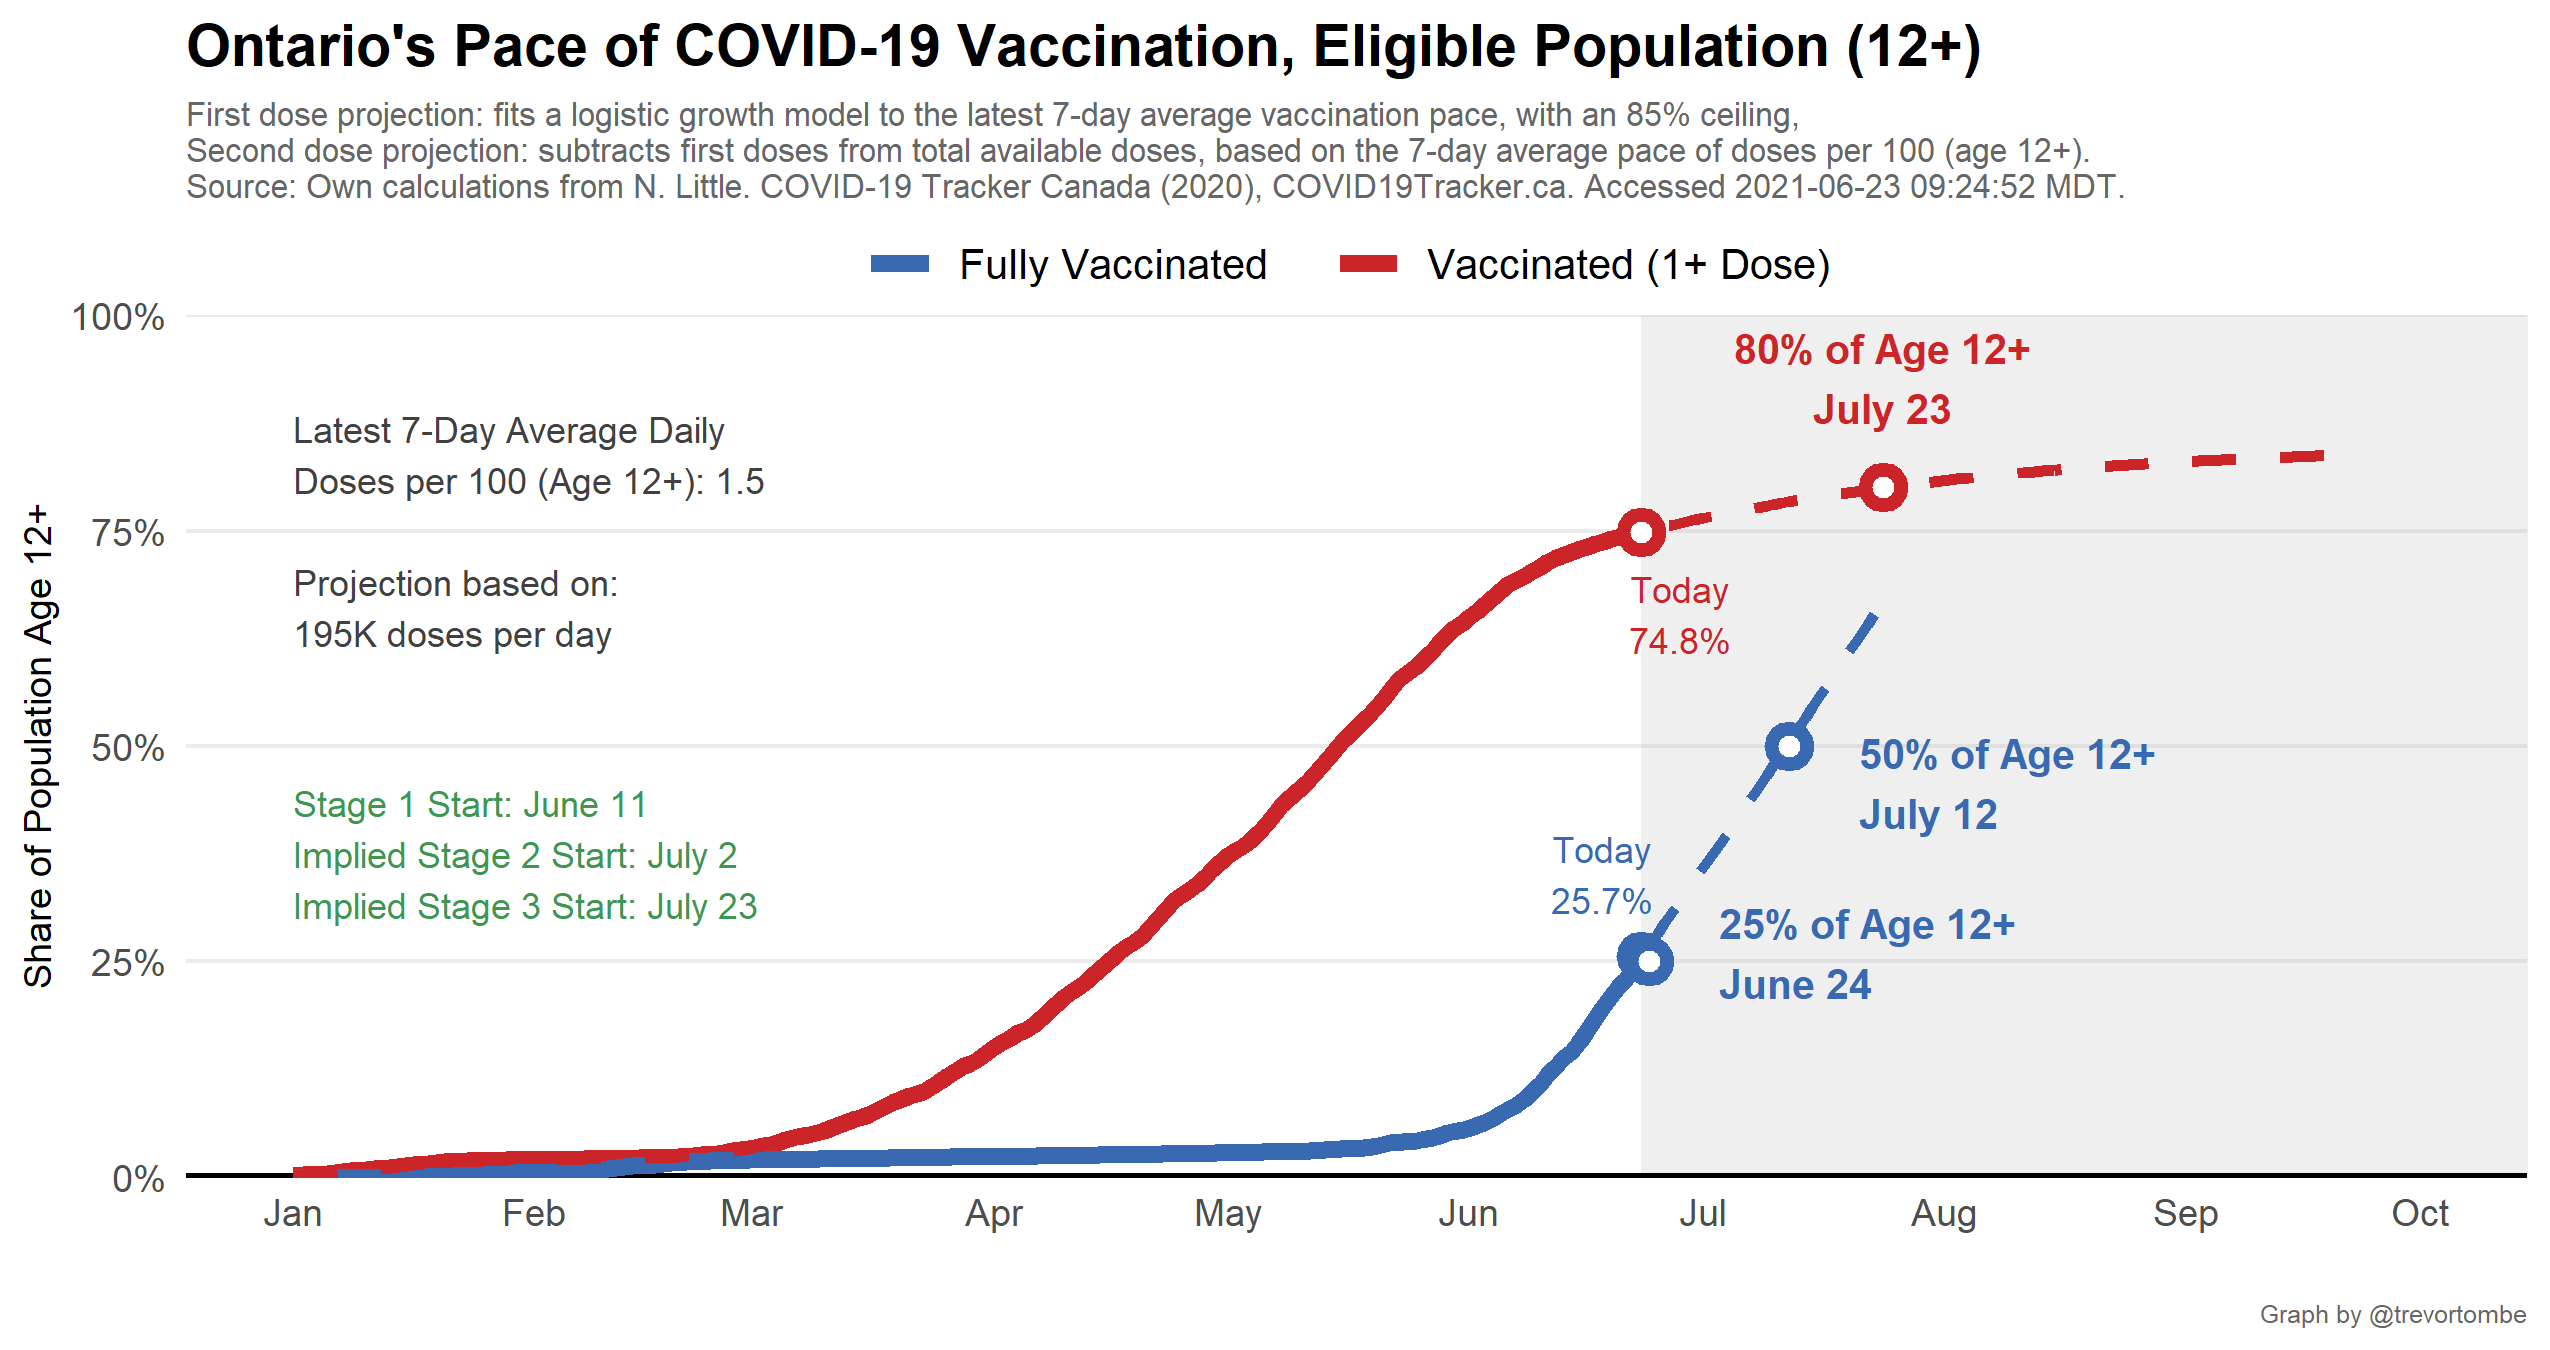 Ontario's Pace of COVID-19 Vaccination, Eligible Population (12+)
First dose projection: fits a logistic growth model to the latest 7-day average vaccination pace, with an 85% ceiling,
Second dose projection: subtracts first doses from total available doses, based on the 7-day average pace of doses per 100 (age 12+).
Source: Own calculations from N. Little. COVID-19 Tracker Canada (2020), COVID19Tracker.ca. Accessed 2021-06-23 09:24:52 MDT.
Fully Vaccinated
Vaccinated (1+ Dose)
Share of Population Age 12+
100%
75%
50%
25%
0%
Latest 7-Day Average Daily
Doses per 100 (Age 12+): 1.5
Projection based on:
195K doses per day
Stage 1 Start: June 11
Implied Stage 2 Start: July 2
Implied Stage 3 Start: July 23
80% of Age 12+
July 23
Today
74.8%
50% of Age 12+
July 12
Today
25.7%
25% of Age 12+
June 24
Jan
Feb
Mar
Apr
May
Jun
Jul
Aug
Sep
Oct
Graph by @trevortombe